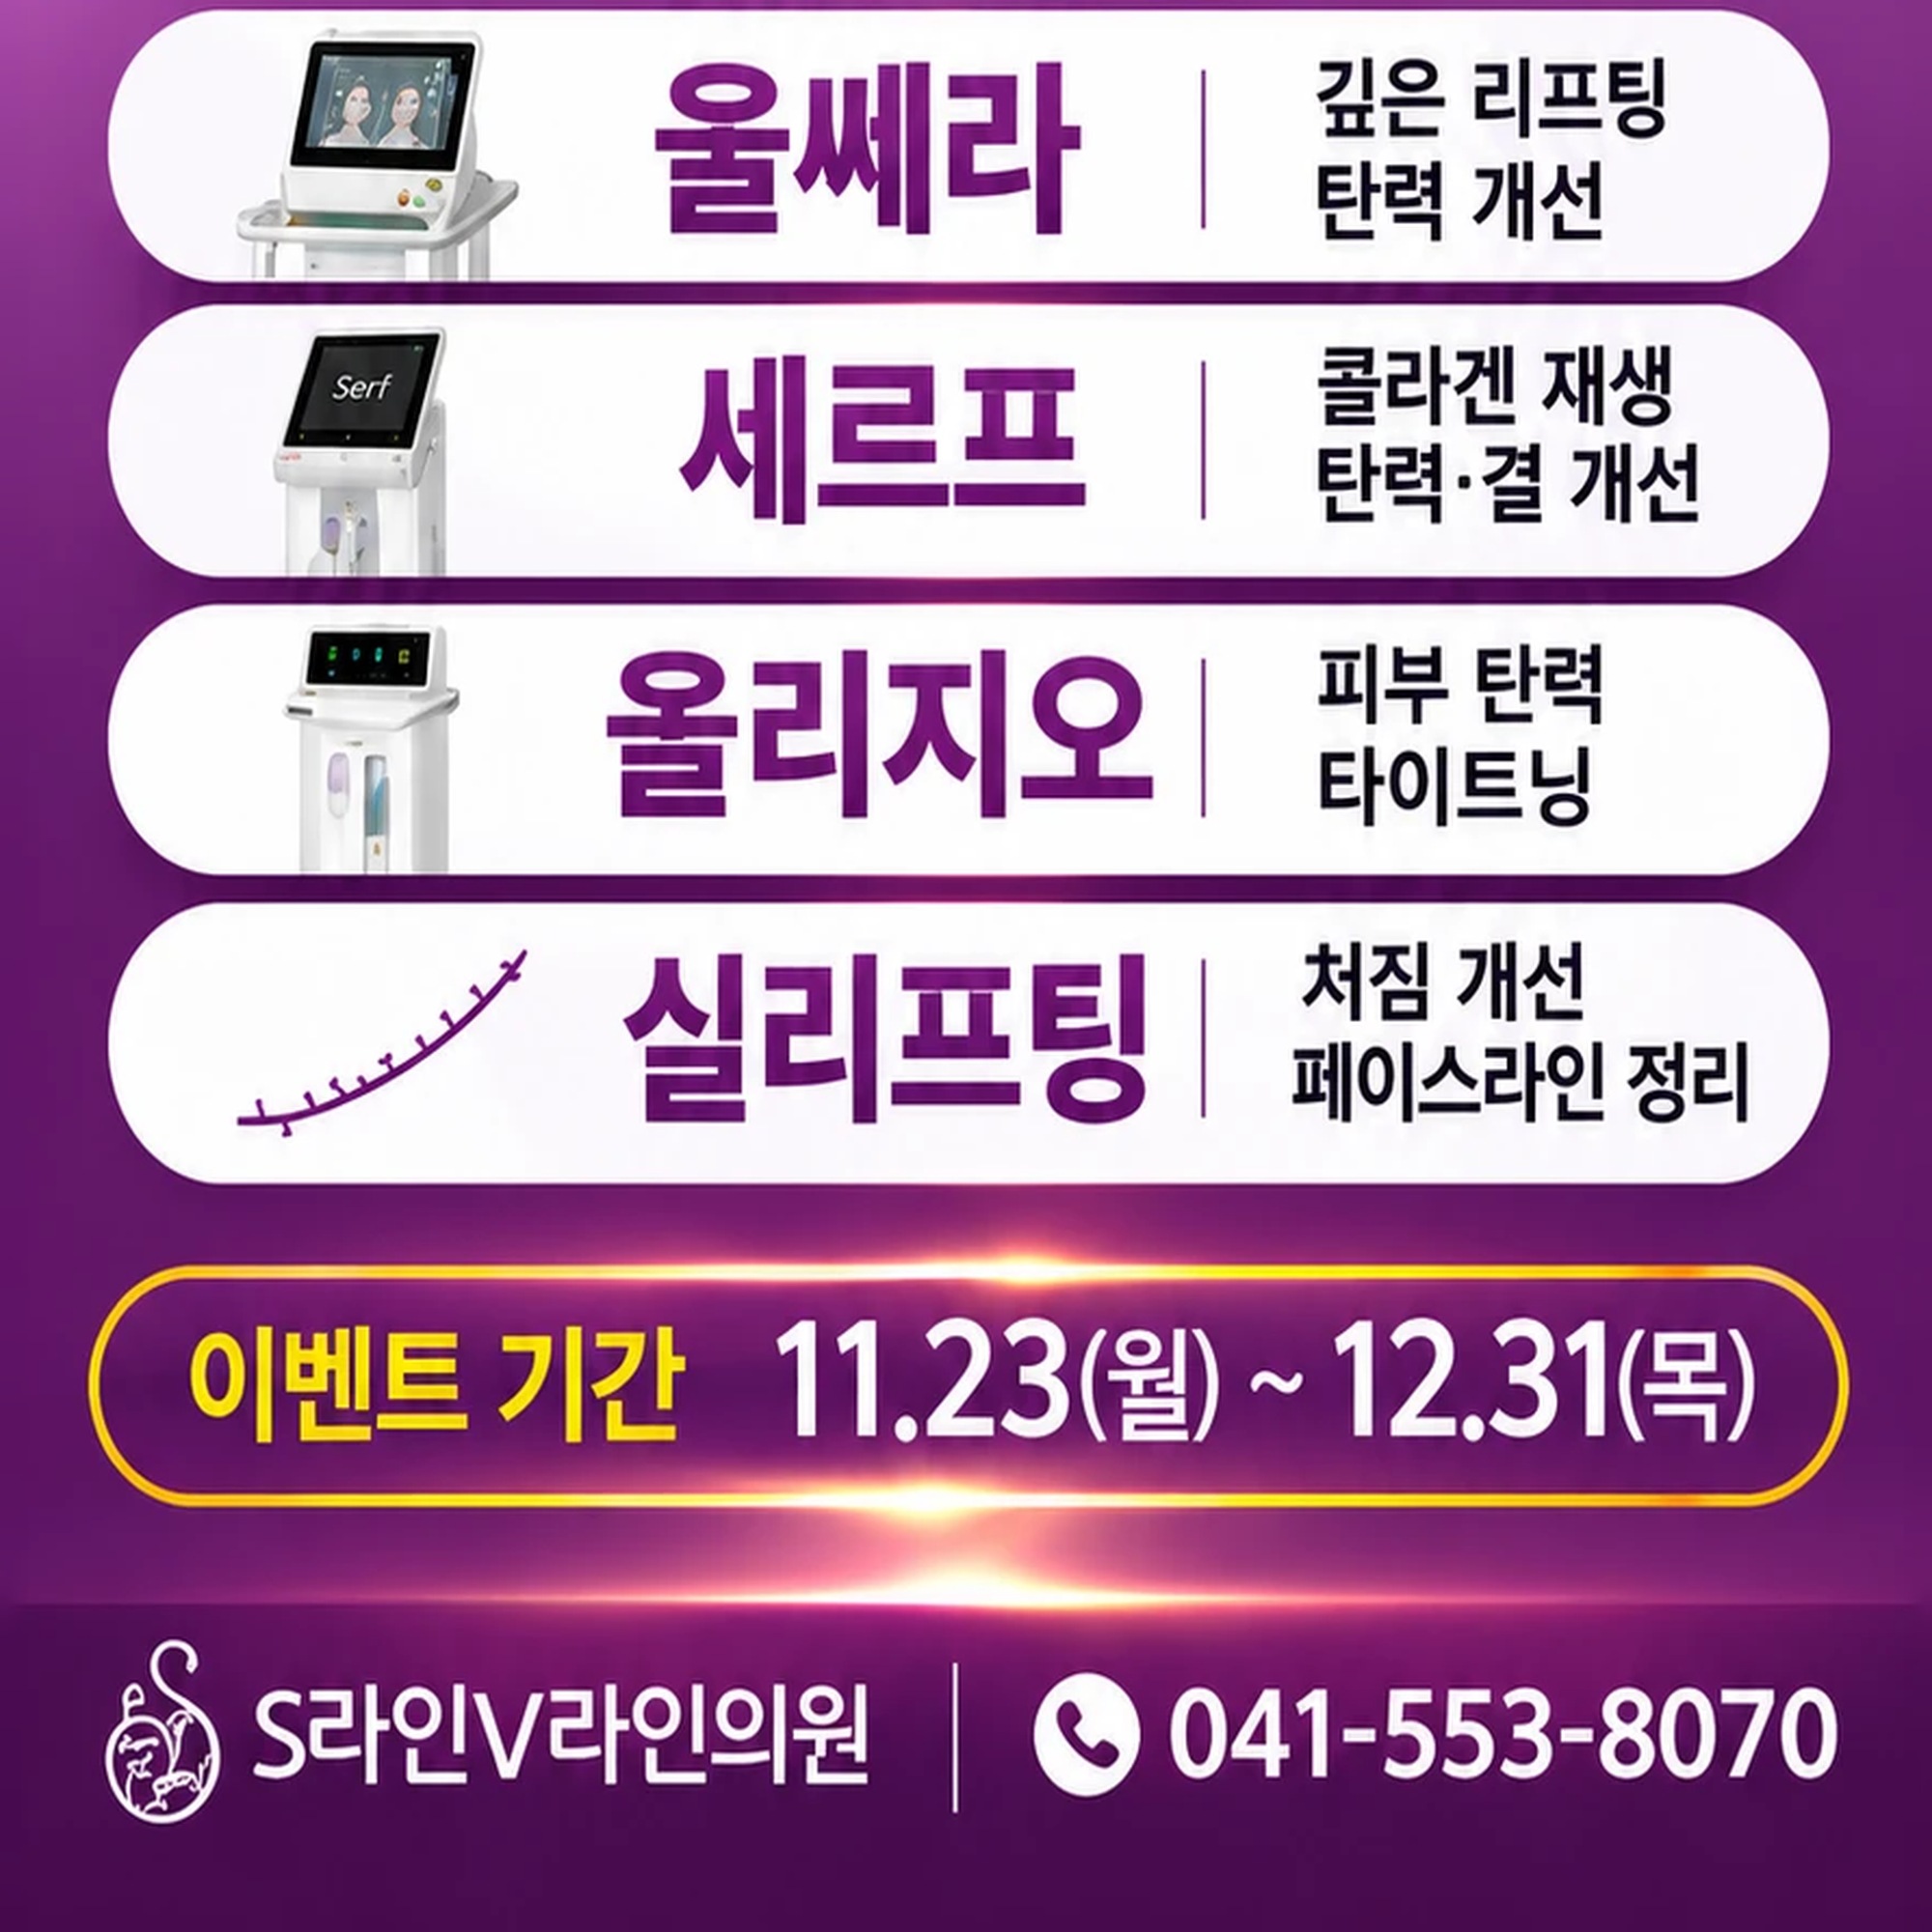 울쎄라
깊은 리프팅
탄력 개선
Serf
세르프
콜라겐 재생
탄력·결 개선
올리지오
피부 탄력
타이트닝
실리프팅
처짐 개선
페이스라인 정리
이벤트 기간 11.23(월) ~ 12.31(목)
S라인V라인의원 041-553-8070